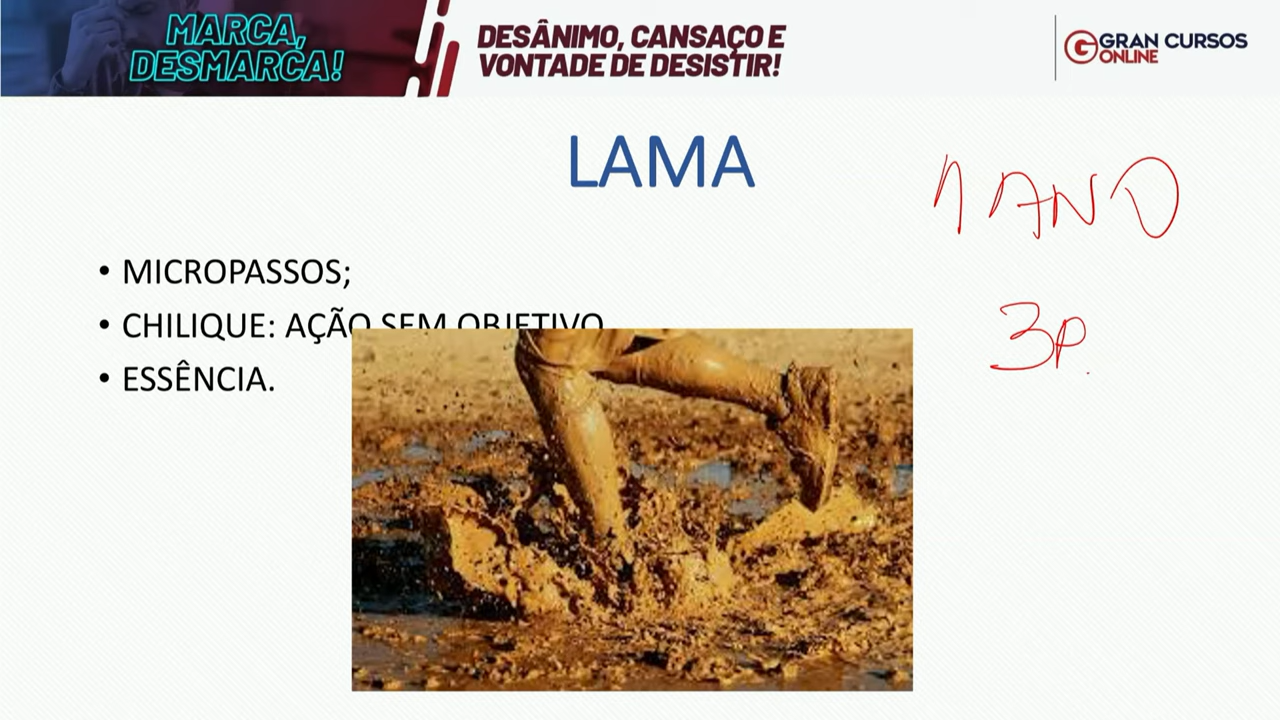 MARCA,
DESMARCA!
DESÂNIMO, CANSAÇO E
VONTADE DE DESISTIR!
GRAN CURSOS
ONLINE
LAMA
1 ANO
• MICROPASSOS;
• CHILIQUE: AÇÃO SEM OBJETIVO
• ESSÊNCIA.
3P